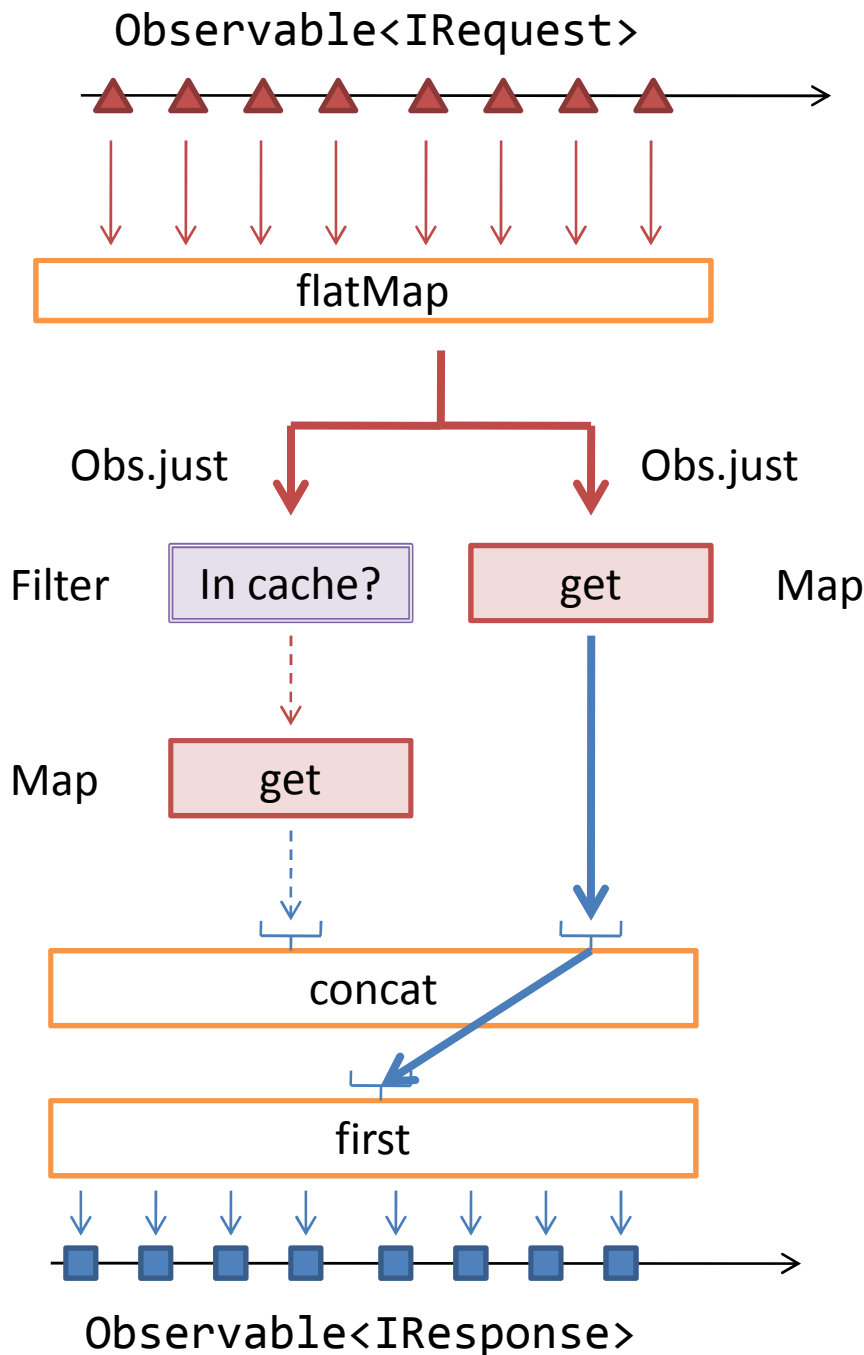 Observable<IRequest>
flatMap
Obs.just Obs.just
Filter In cache? get Map
Map get
concat
first
Observable<IResponse>